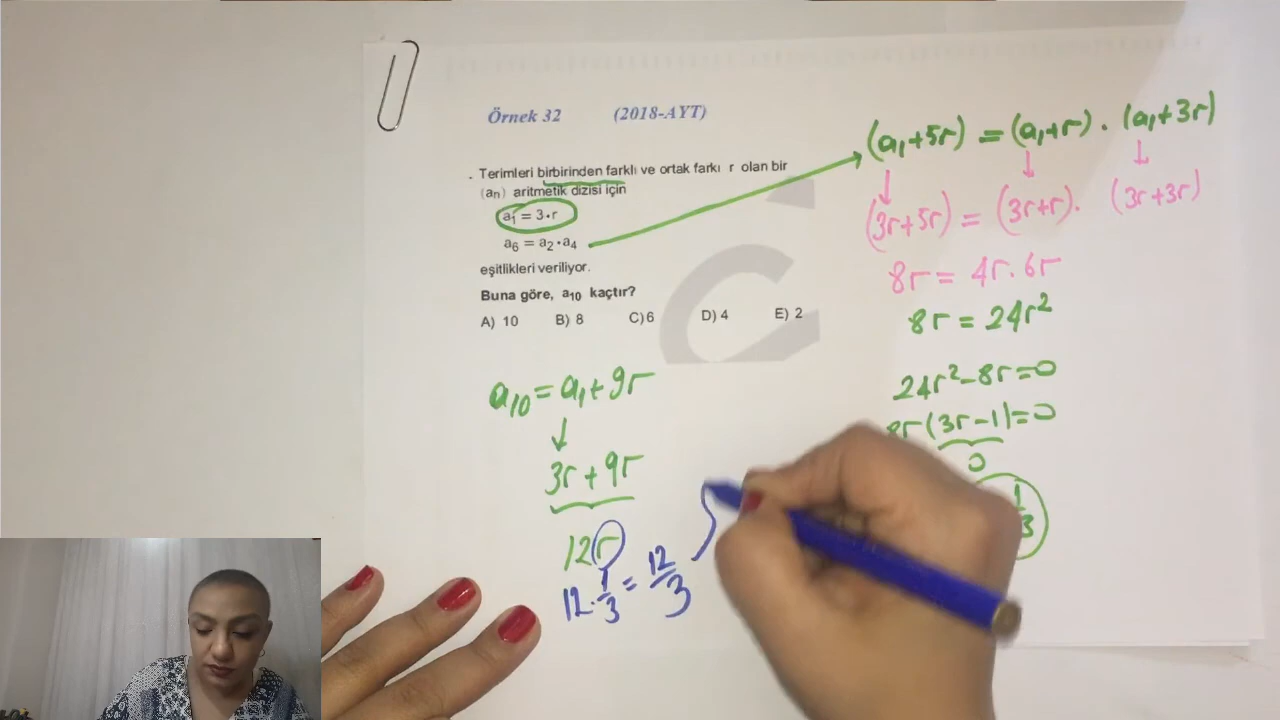 Örnek 32 (2018-AYT)
. Terimleri birbirinden farklı ve ortak farkı r olan bir
(aₙ) aritmetik dizisi için
a₁ = 3·r
a₆ = a₂·a₄
eşitlikleri veriliyor.
Buna göre, a₁₀ kaçtır?
A) 10 B) 8 C) 6 D) 4 E) 2
a₁₀ = a₁+9r
3r + 9r
12r
12·1/3 = 12/3
(a₁+5r) = (a₁+r) · (a₁+3r)
(3r+5r) = (3r+r)· (3r+3r)
8r = 4r·6r
8r = 24r²
24r²-8r=0
8r(3r-1)=0
0
1/3